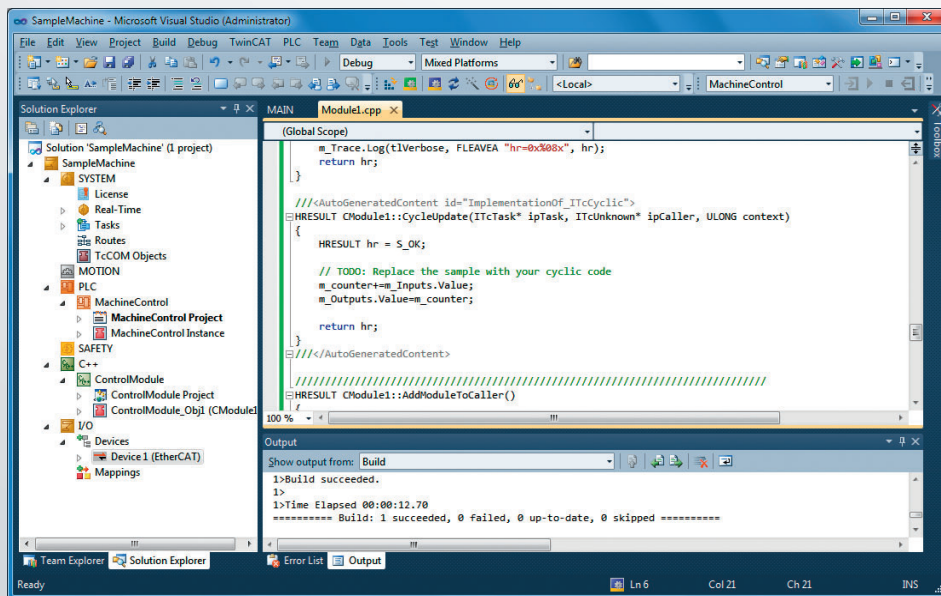 SampleMachine - Microsoft Visual Studio (Administrator)
File Edit View Project Build Debug TwinCAT PLC Team Data Tools Test Window Help
Debug Mixed Platforms
<Local> MachineControl
Solution Explorer
Solution 'SampleMachine' (1 project)
SampleMachine
SYSTEM
License
Real-Time
Tasks
Routes
TcCOM Objects
MOTION
PLC
MachineControl
MachineControl Project
MachineControl Instance
SAFETY
C++
ControlModule
ControlModule Project
ControlModule_Obj1 (CModule1
I/O
Devices
Device 1 (EtherCAT)
Mappings
Team Explorer Solution Explorer
MAIN Module1.cpp
(Global Scope)
m_Trace.Log(tlVerbose, FLEAVEA "hr=0x%08x", hr);
return hr;
}
///<AutoGeneratedContent id="ImplementationOf_ITcCyclic">
HRESULT CModule1::CycleUpdate(ITcTask* ipTask, ITcUnknown* ipCaller, ULONG context)
{
HRESULT hr = S_OK;
// TODO: Replace the sample with your cyclic code
m_counter+=m_Inputs.Value;
m_Outputs.Value=m_counter;
return hr;
}
///</AutoGeneratedContent>
///////////////////////////////////////////////////////////////////////////////
HRESULT CModule1::AddModuleToCaller()
{
100 %
Output
Show output from: Build
1>Build succeeded.
1>
1>Time Elapsed 00:00:12.70
========== Build: 1 succeeded, 0 failed, 0 up-to-date, 0 skipped ==========
Error List Output
Toolbox
Ready Ln 6 Col 21 Ch 21 INS